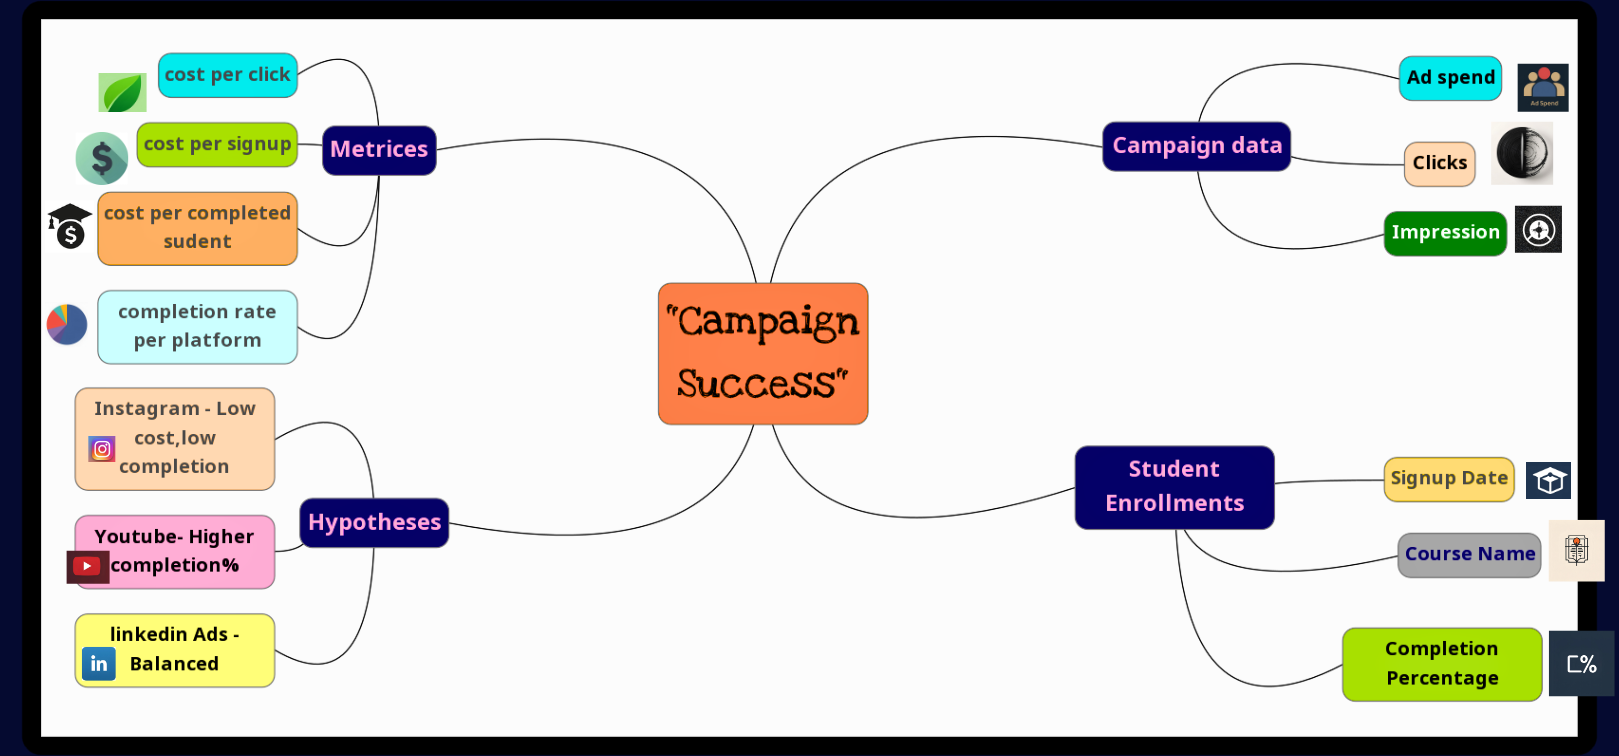 "Campaign
Success"
Metrices
cost per click
cost per signup
cost per completed
sudent
completion rate
per platform
Hypotheses
Instagram - Low
cost,low
completion
Youtube- Higher
completion%
linkedin Ads -
Balanced
in
Campaign data
Ad spend
Ad Spend
Clicks
Impression
Student
Enrollments
Signup Date
Course Name
Completion
Percentage
%